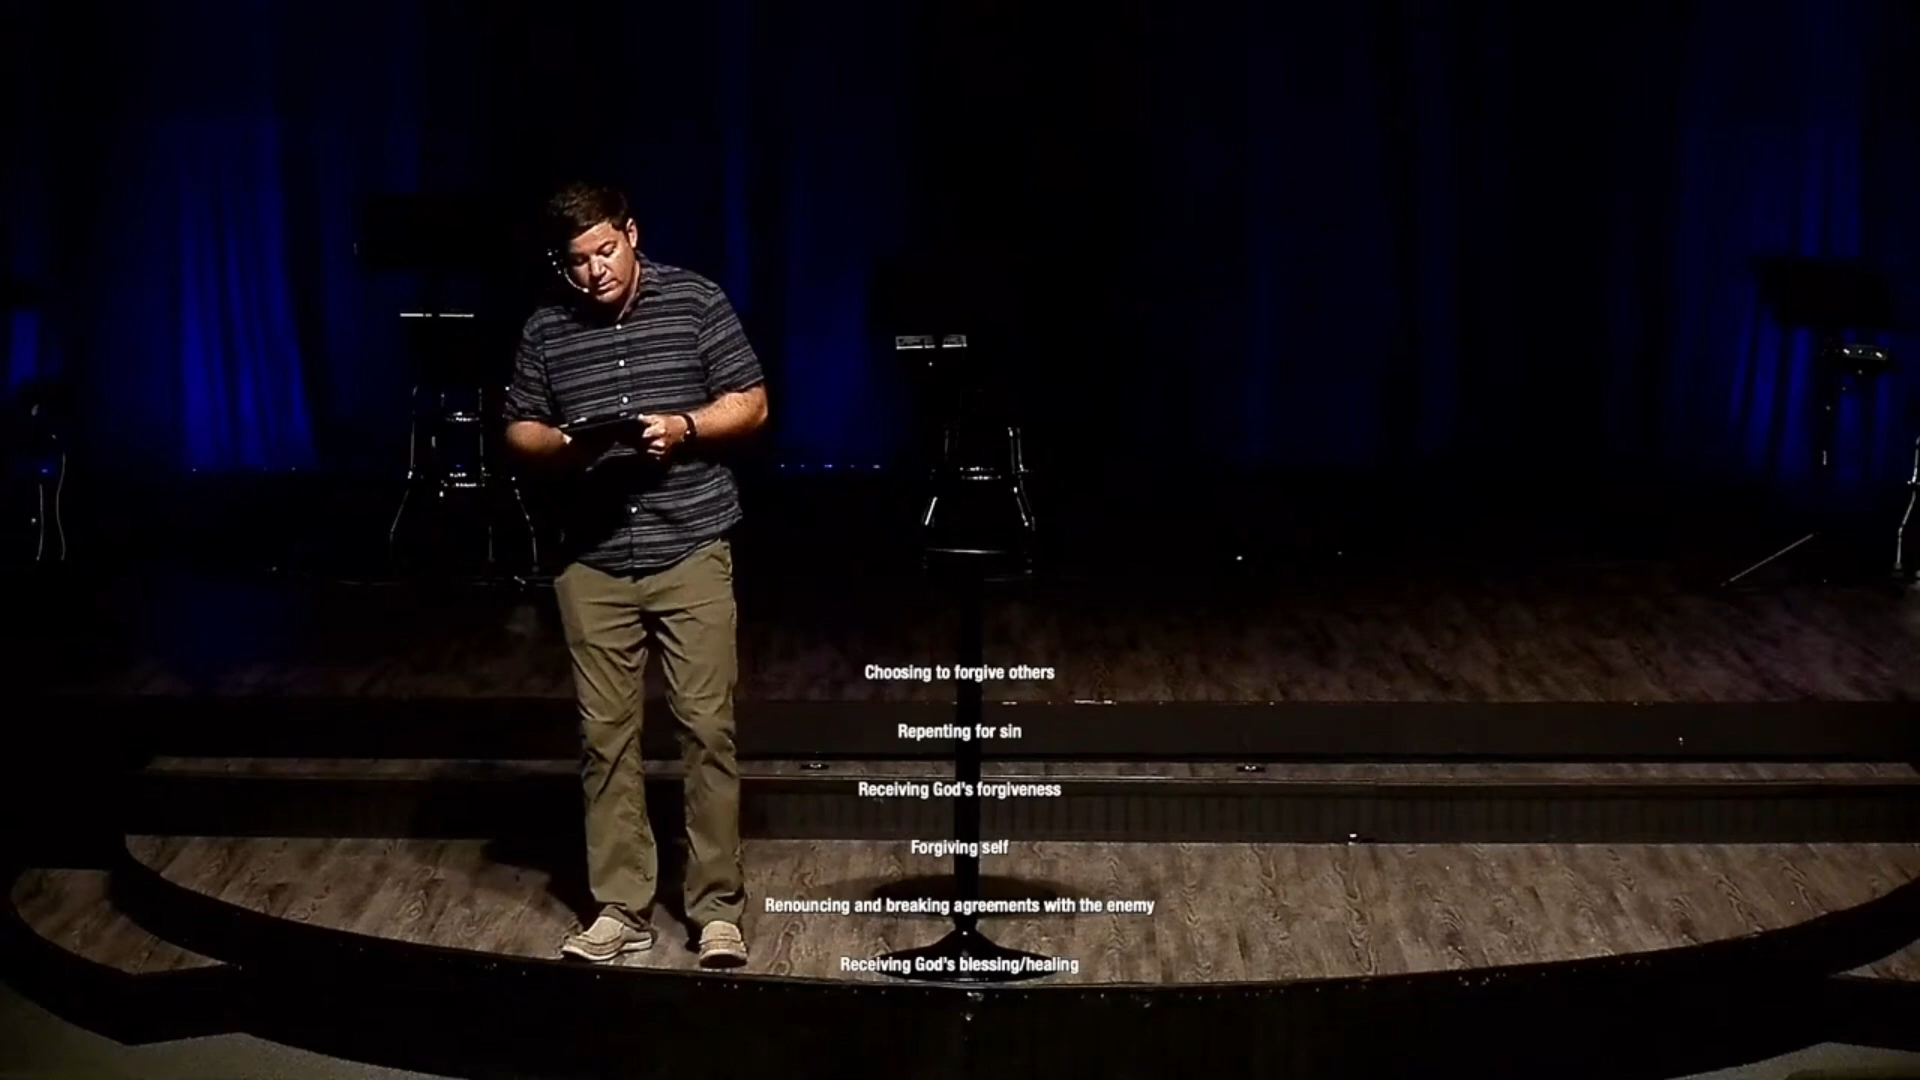 Choosing to forgive others
Repenting for sin
Receiving God's forgiveness
Forgiving self
Renouncing and breaking agreements with the enemy
Receiving God's blessing/healing